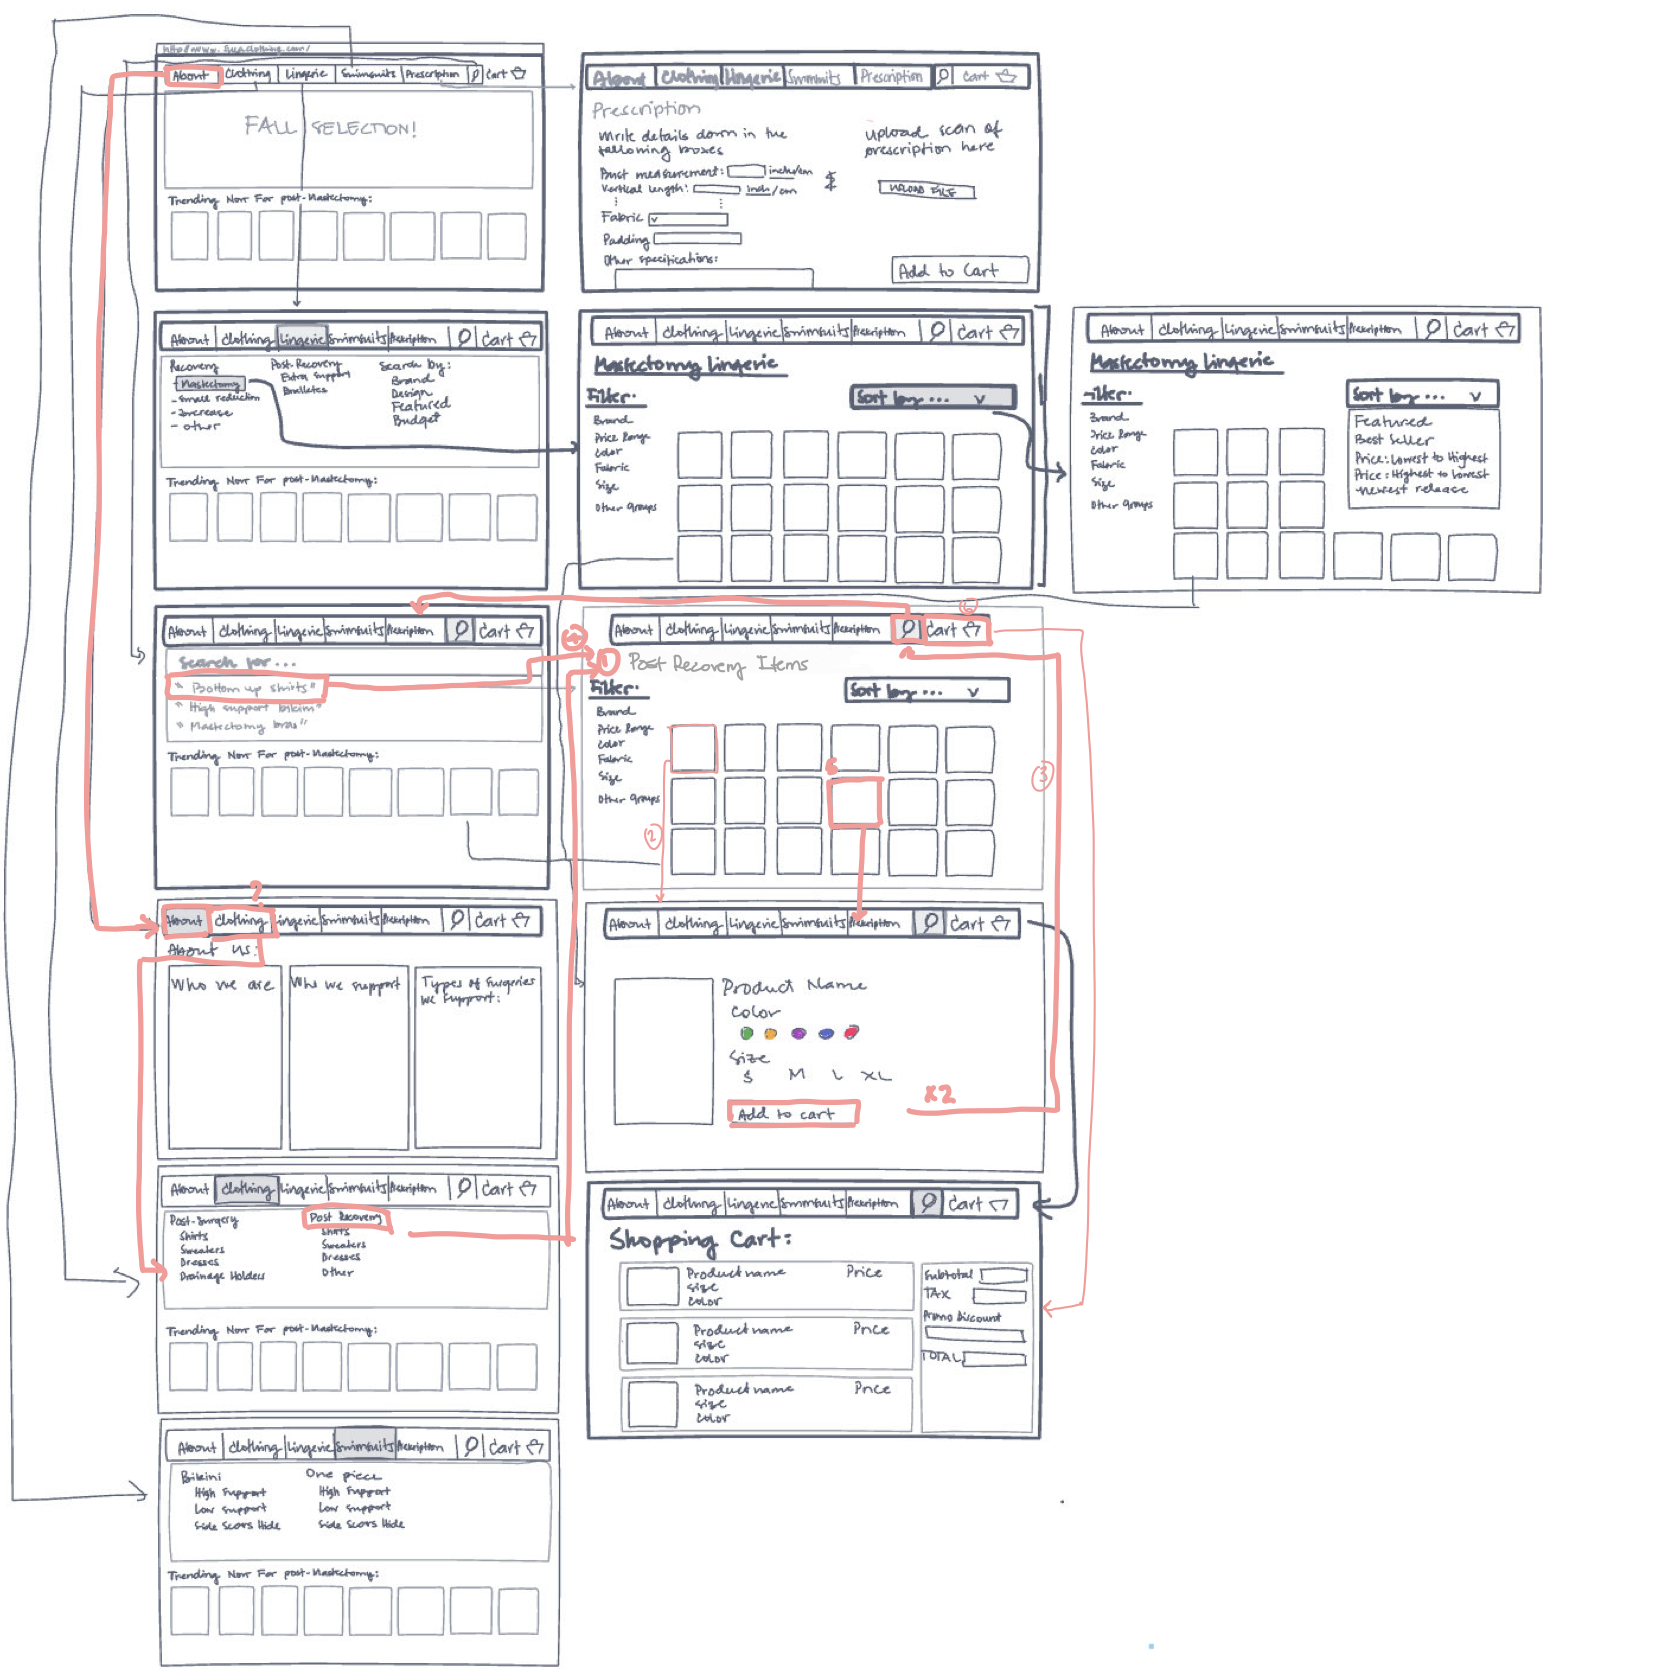 About Clothing Lingerie Swimsuits Prescription Cart
FALL SELECTION!
Trending Now For post-Mastectomy:
About Clothing Lingerie Swimsuits Prescription Cart
Prescription
Write details down in the
following boxes
Bust measurement: inch/cm
Vertical length: inch/cm
Fabric
Padding
Other specifications:
upload scan of
prescription here
UPLOAD FILE
Add to Cart
About Clothing Lingerie Swimsuits Prescription Cart
Recovery
- Mastectomy
- Small reduction
- Increase
- other
Post-Recovery
Extra Support
Bralletes
Search by:
Brand
Design
Featured
Budget
Trending Now For post-Mastectomy:
About Clothing Lingerie Swimsuits Prescription Cart
Mastectomy Lingerie
Filter:
Sort by... v
Brand
Price Range
Color
Fabric
Size
Other Groups
About Clothing Lingerie Swimsuits Prescription Cart
Mastectomy Lingerie
Filter:
Sort by... v
Brand
Price Range
Color
Fabric
Size
Other Groups
Featured
Best Seller
Price: Lowest to Highest
Price: Highest to Lowest
Newest release
About Clothing Lingerie Swimsuits Prescription Cart
Search for...
" Bottom up shirts"
" High support bikini"
" Mastectomy bras"
Trending Now For post-Mastectomy:
6
About Clothing Lingerie Swimsuits Prescription Cart
1
Post Recovery Items
Filter:
Sort by... v
Brand
Price Range
Color
Fabric
Size
Other Groups
2
3
5
?
About Clothing Lingerie Swimsuits Prescription Cart
About us:
Who we are
Who we support
Types of surgeries
we support:
About Clothing Lingerie Swimsuits Prescription Cart
Product Name
Color
Size
S M L XL
Add to cart
x2
About Clothing Lingerie Swimsuits Prescription Cart
Post-Surgery
Shirts
Sweaters
Dresses
Drainage Holders
Post Recovery
Shirts
Sweaters
Dresses
Other
Trending Now For post-Mastectomy:
About Clothing Lingerie Swimsuits Prescription Cart
Shopping Cart:
Product name Price
Size
Color
Product name Price
Size
Color
Product name Price
Size
Color
Subtotal
TAX
Promo Discount
TOTAL
About Clothing Lingerie Swimsuits Prescription Cart
Bikini
High Support
Low support
Side Scars Hide
One piece
High Support
Low support
Side Scars Hide
Trending Now For post-Mastectomy: